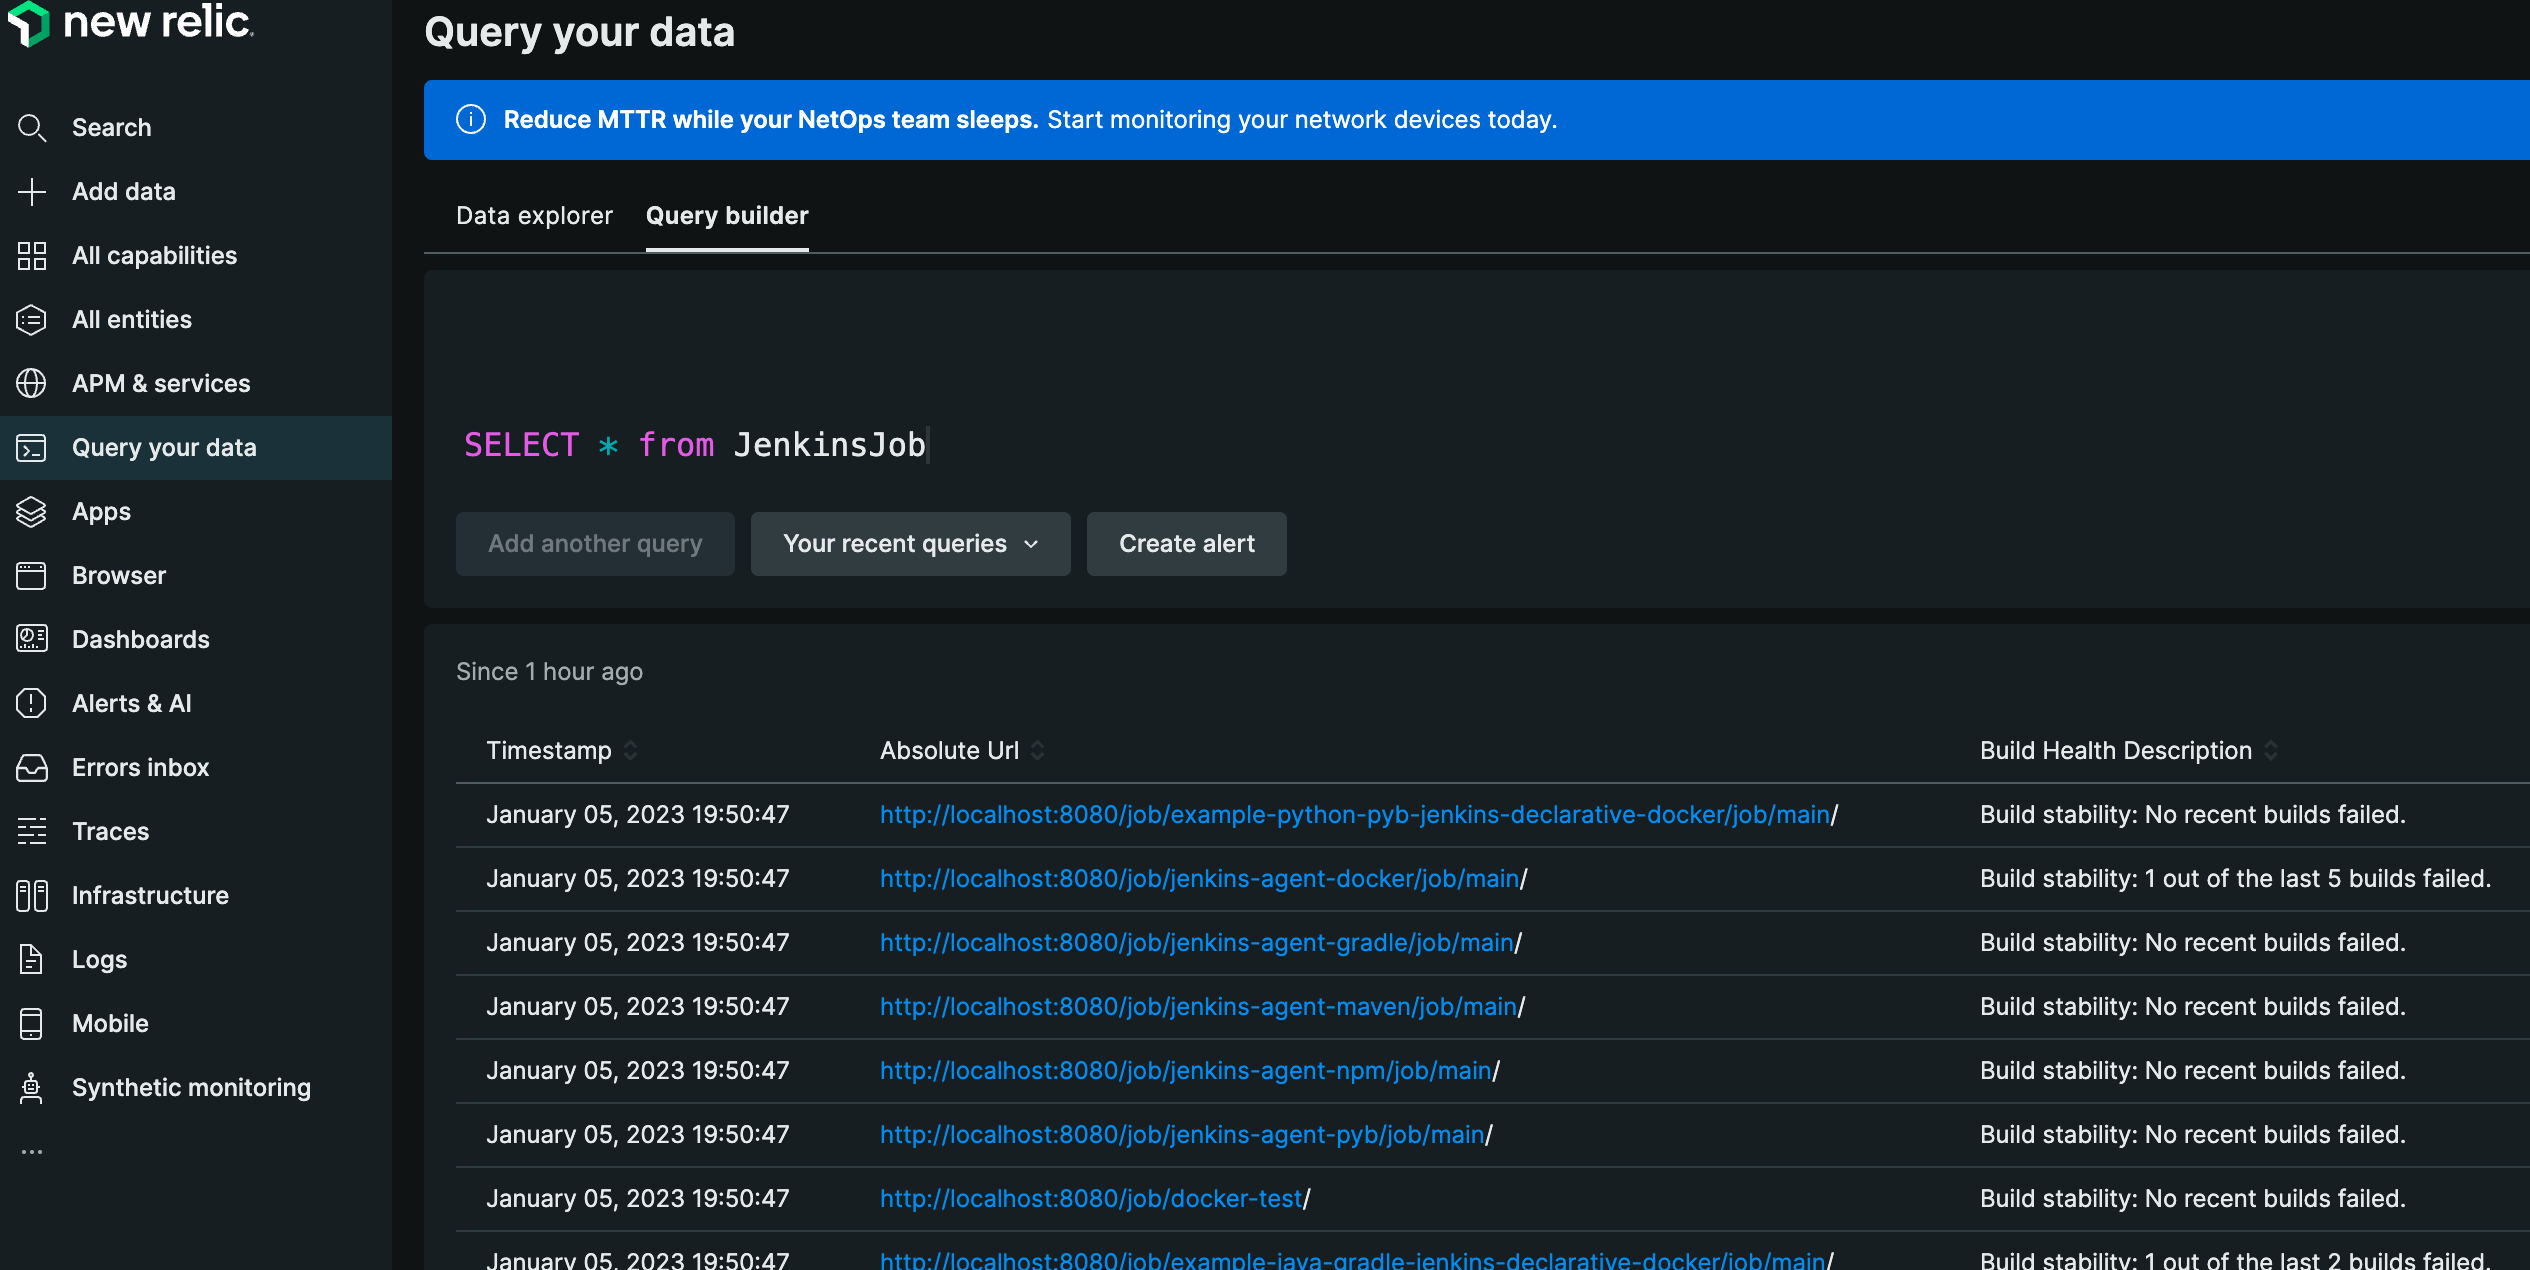 new relic.
Search
Add data
All capabilities
All entities
APM & services
Query your data
Apps
Browser
Dashboards
Alerts & AI
Errors inbox
Traces
Infrastructure
Logs
Mobile
Synthetic monitoring
...
Query your data
Reduce MTTR while your NetOps team sleeps. Start monitoring your network devices today.
Data explorer Query builder
SELECT * from JenkinsJob
Add another query Your recent queries Create alert
Since 1 hour ago
Timestamp Absolute Url Build Health Description
January 05, 2023 19:50:47 http://localhost:8080/job/example-python-pyb-jenkins-declarative-docker/job/main/ Build stability: No recent builds failed.
January 05, 2023 19:50:47 http://localhost:8080/job/jenkins-agent-docker/job/main/ Build stability: 1 out of the last 5 builds failed.
January 05, 2023 19:50:47 http://localhost:8080/job/jenkins-agent-gradle/job/main/ Build stability: No recent builds failed.
January 05, 2023 19:50:47 http://localhost:8080/job/jenkins-agent-maven/job/main/ Build stability: No recent builds failed.
January 05, 2023 19:50:47 http://localhost:8080/job/jenkins-agent-npm/job/main/ Build stability: No recent builds failed.
January 05, 2023 19:50:47 http://localhost:8080/job/jenkins-agent-pyb/job/main/ Build stability: No recent builds failed.
January 05, 2023 19:50:47 http://localhost:8080/job/docker-test/ Build stability: No recent builds failed.
January 05, 2023 19:50:47 http://localhost:8080/job/example-java-gradle-jenkins-declarative-docker/job/main/ Build stability: 1 out of the last 2 builds failed.